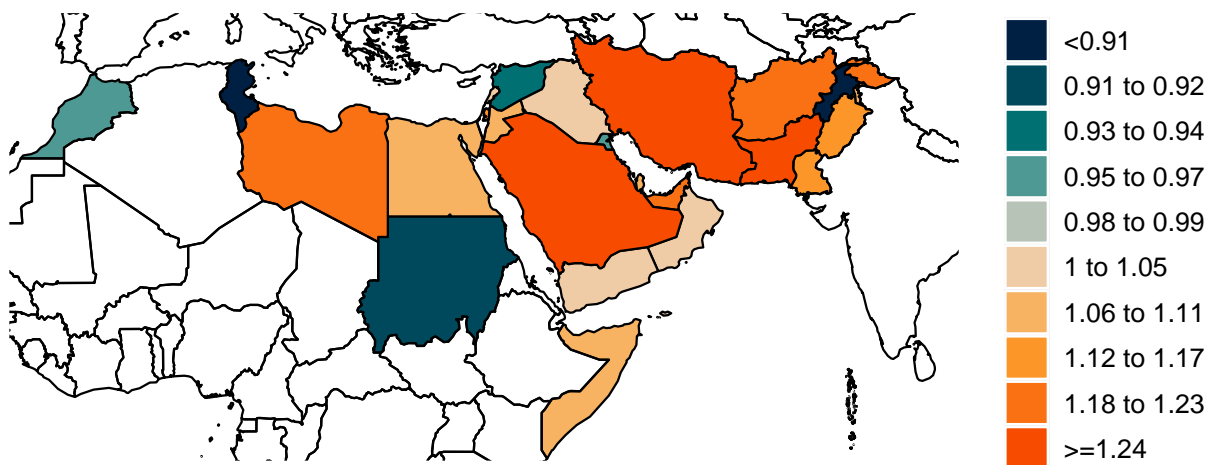 <0.91
0.91 to 0.92
0.93 to 0.94
0.95 to 0.97
0.98 to 0.99
1 to 1.05
1.06 to 1.11
1.12 to 1.17
1.18 to 1.23
>=1.24